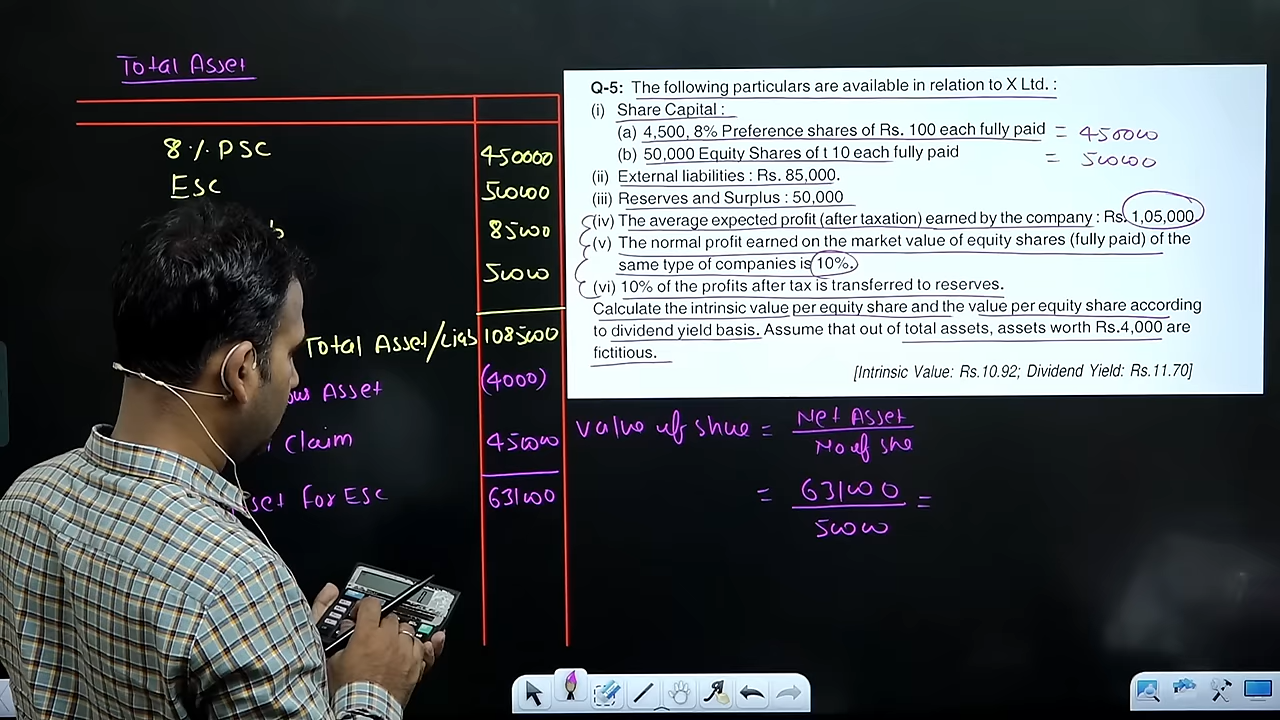 Total Asset
8% PSC 450000
ESC 500000
85000
50000
Total Asset/Liab 1085000
Asset (4000)
Claim 450000
For ESC 631000
Q-5: The following particulars are available in relation to X Ltd. :
(i) Share Capital :
(a) 4,500, 8% Preference shares of Rs. 100 each fully paid = 450000
(b) 50,000 Equity Shares of t 10 each fully paid = 500000
(ii) External liabilities : Rs. 85,000.
(iii) Reserves and Surplus : 50,000
(iv) The average expected profit (after taxation) earned by the company : Rs. 1,05,000.
(v) The normal profit earned on the market value of equity shares (fully paid) of the
same type of companies is 10%.
(vi) 10% of the profits after tax is transferred to reserves.
Calculate the intrinsic value per equity share and the value per equity share according
to dividend yield basis. Assume that out of total assets, assets worth Rs.4,000 are
fictitious.
[Intrinsic Value: Rs.10.92; Dividend Yield: Rs.11.70]
value of share = Net Asset
No of she
= 631000 =
50000